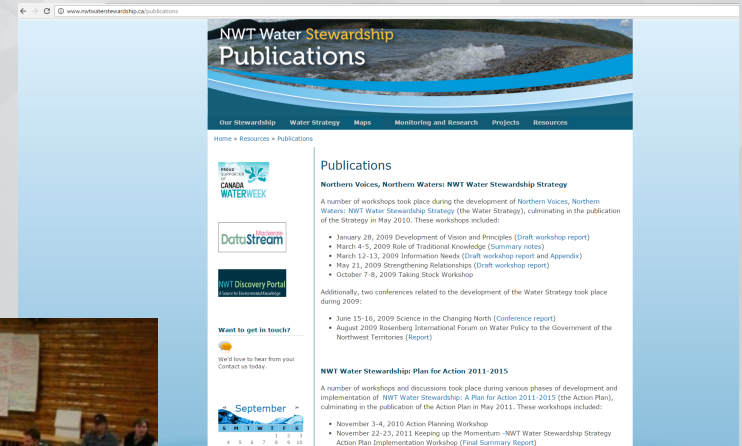 www.nwtwaterstewardship.ca/publications
NWT Water Stewardship
Publications
Our Stewardship Water Strategy Maps Monitoring and Research Projects Resources
Home » Resources » Publications
PROUD
SUPPORTER
OF
CANADA
WATERWEEK
Mackenzie
DataStream
NWT Discovery Portal
A Source for Environmental Knowledge
Want to get in touch?
We'd love to hear from you!
Contact us today.
« September »
S M T W T F S
1 2 3
4 5 6 7 8 9 10
Publications
Northern Voices, Northern Waters: NWT Water Stewardship Strategy
A number of workshops took place during the development of Northern Voices, Northern
Waters: NWT Water Stewardship Strategy (the Water Strategy), culminating in the publication
of the Strategy in May 2010. These workshops included:
• January 28, 2009 Development of Vision and Principles (Draft workshop report)
• March 4-5, 2009 Role of Traditional Knowledge (Summary notes)
• March 12-13, 2009 Information Needs (Draft workshop report and Appendix)
• May 21, 2009 Strengthening Relationships (Draft workshop report)
• October 7-8, 2009 Taking Stock Workshop
Additionally, two conferences related to the development of the Water Strategy took place
during 2009:
• June 15-16, 2009 Science in the Changing North (Conference report)
• August 2009 Rosenberg International Forum on Water Policy to the Government of the
Northwest Territories (Report)
NWT Water Stewardship: Plan for Action 2011-2015
A number of workshops and discussions took place during various phases of development and
implementation of NWT Water Stewardship: A Plan for Action 2011-2015 (the Action Plan),
culminating in the publication of the Action Plan in May 2011. These workshops included:
• November 3-4, 2010 Action Planning Workshop
• November 22-23, 2011 Keeping up the Momentum -NWT Water Stewardship Strategy
Action Plan Implementation Workshop (Final Summary Report)